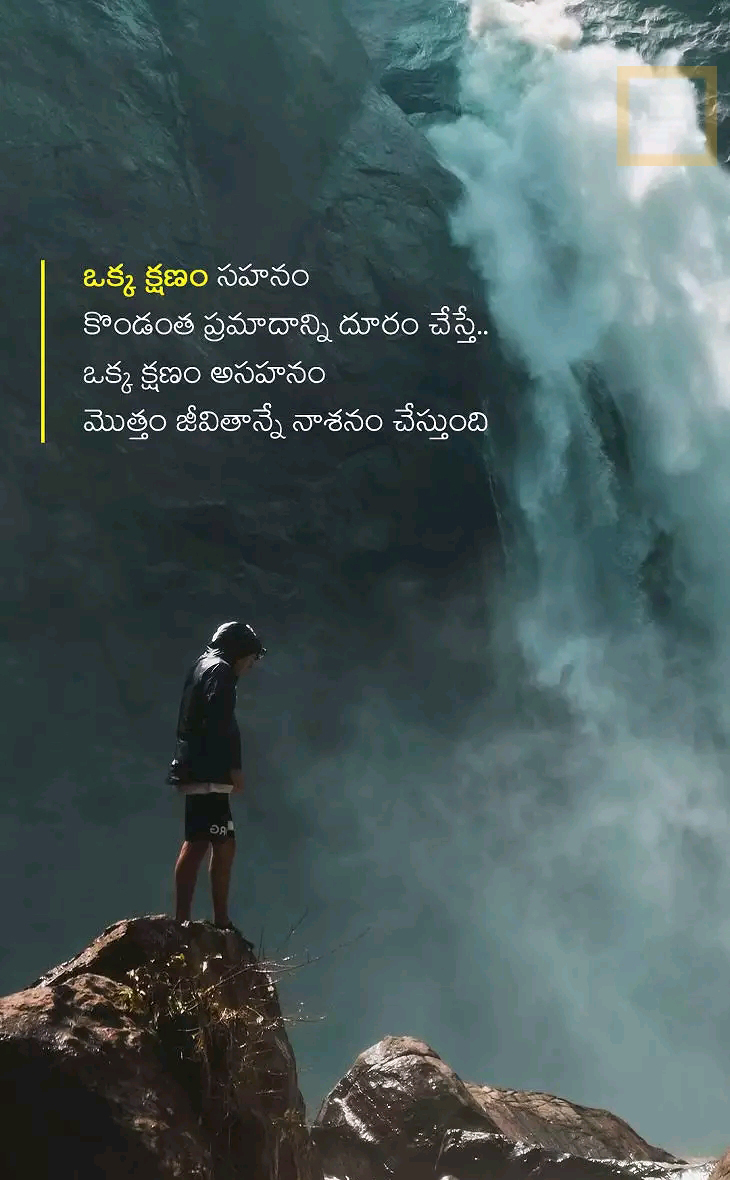 ఒక్క క్షణం సహనం
కొండంత ప్రమాదాన్ని దూరం చేస్తే..
ఒక్క క్షణం అసహనం
మొత్తం జీవితాన్నే నాశనం చేస్తుంది